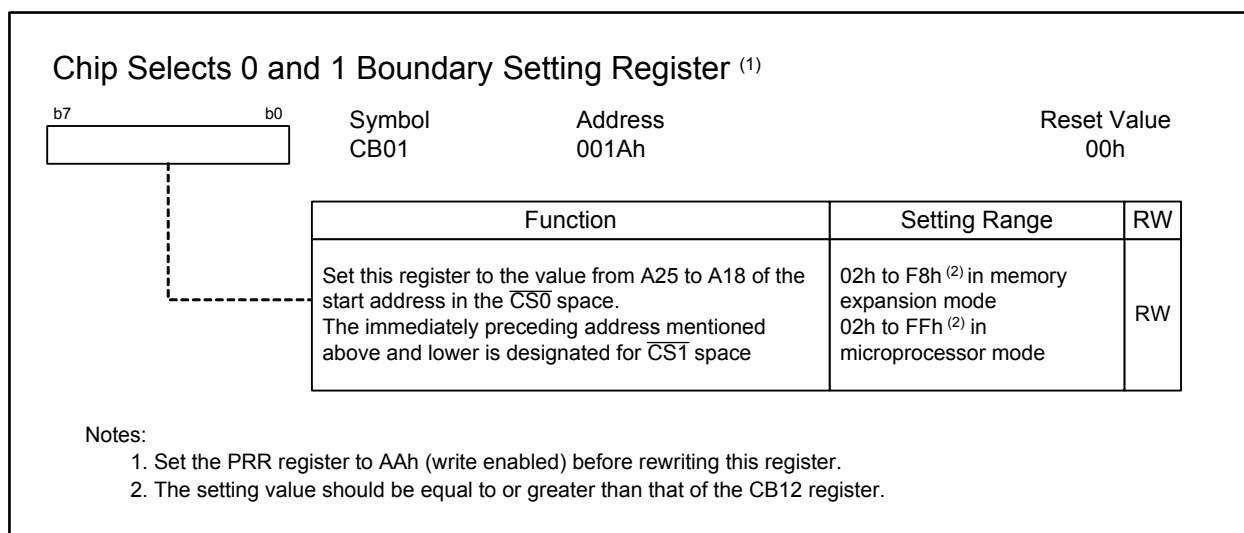 Chip Selects 0 and 1 Boundary Setting Register (1)
b7 b0
Symbol Address Reset Value
CB01 001Ah 00h
Function Setting Range RW
Set this register to the value from A25 to A18 of the
start address in the CS0 space.
The immediately preceding address mentioned
above and lower is designated for CS1 space
02h to F8h (2) in memory
expansion mode
02h to FFh (2) in
microprocessor mode
RW
Notes:
1. Set the PRR register to AAh (write enabled) before rewriting this register.
2. The setting value should be equal to or greater than that of the CB12 register.